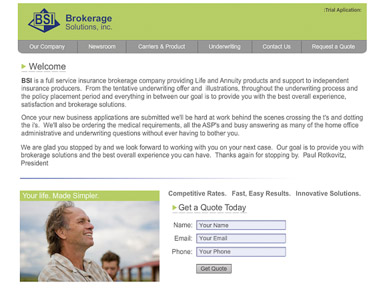 BSI
Brokerage
Solutions, inc.
(Trial Aplication)
Our Company
Newsroom
Carriers & Product
Underwriting
Contact Us
Request a Quote
Welcome
BSI is a full service insurance brokerage company providing Life and Annuity products and support to independent
insurance producers. From the tentative underwriting offer and illustrations, throughout the underwriting process and
the policy placement period and everything in between our goal is to provide you with the best overall experience,
satisfaction and brokerage solutions.
Once your new business applications are submitted we'll be hard at work behind the scenes crossing the t's and dotting
the i's. We'll also be ordering the medical requirements, all the ASP's and busy answering as many of the home office
administrative and underwriting questions without ever having to bother you.
We are glad you stopped by and we look forward to working with you on your next case. Our goal is to provide you with
brokerage solutions and the best overall experience you can have. Thanks again for stopping by. Paul Rotkovitz,
President
Your life. Made Simpler.
Competitive Rates. Fast, Easy Results. Innovative Solutions.
Get a Quote Today
Name: Your Name
Email: Your Email
Phone: Your Phone
Get Quote